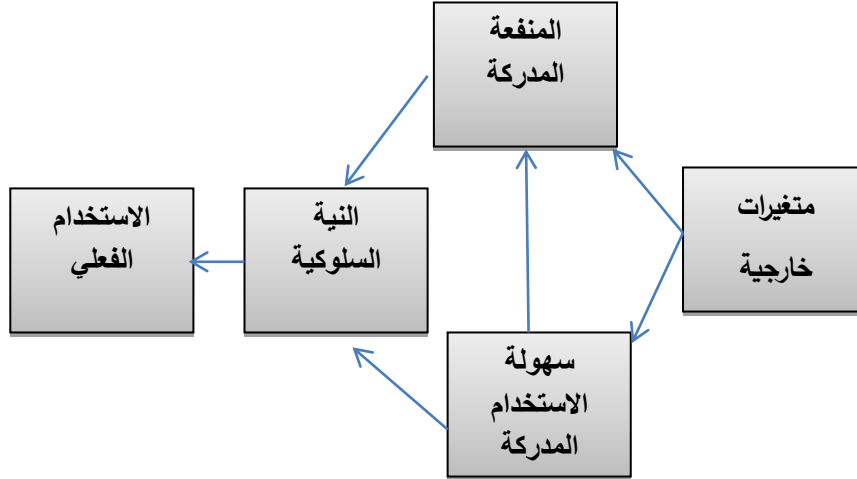 المنفعة
المدركة
متغيرات
خارجية
النية
السلوكية
الاستخدام
الفعلي
سهولة
الاستخدام
المدركة